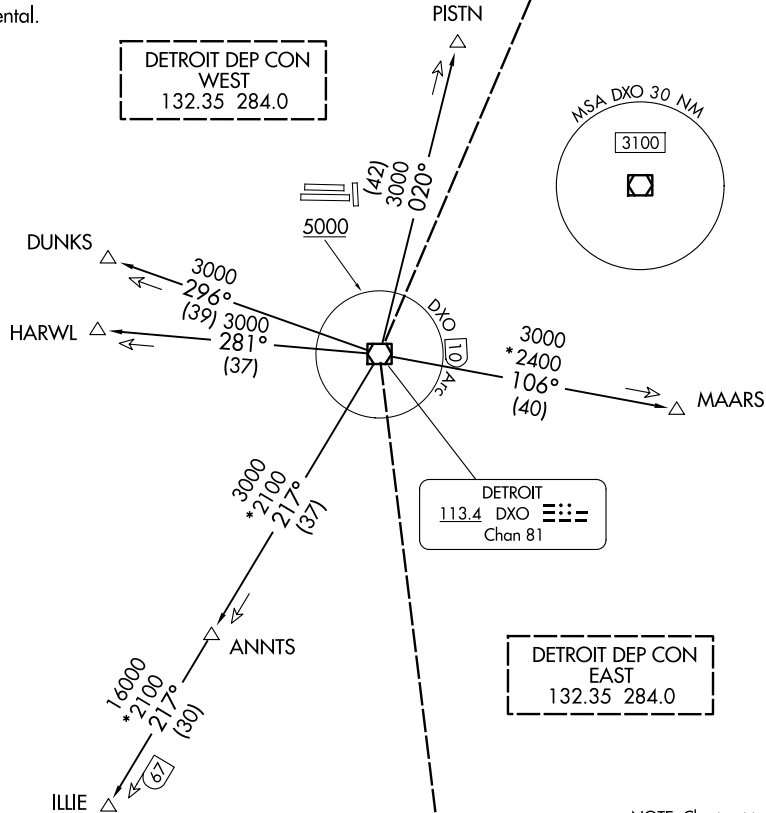 ental.
PISTN
DETROIT DEP CON
WEST
132.35 284.0
MSA DXO 30 NM
3100
(42)
3000
020°
5000
DUNKS
3000
296°
(39)
HARWL
3000
281°
(37)
DXO 10 Arc
3000
*2400
106°
(40)
MAARS
DETROIT
113.4 DXO
Chan 81
3000
*2100
217°
(37)
ANNTS
DETROIT DEP CON
EAST
132.35 284.0
16000
*2100
217°
(30)
67
ILLIE